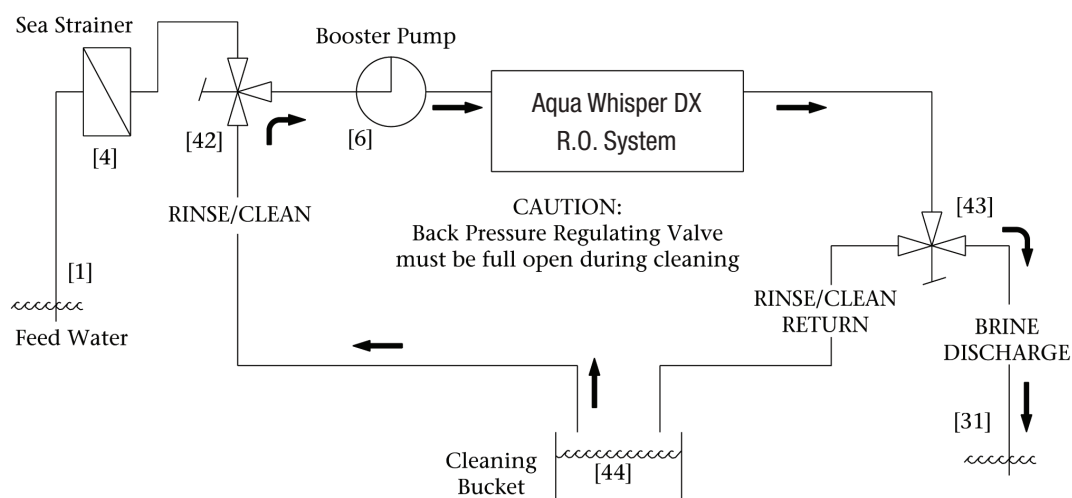 Sea Strainer
Booster Pump
Aqua Whisper DX
R.O. System
[4]
[42]
[6]
RINSE/CLEAN
CAUTION:
Back Pressure Regulating Valve
must be full open during cleaning
[43]
[1]
Feed Water
RINSE/CLEAN
RETURN
BRINE
DISCHARGE
[31]
Cleaning
Bucket
[44]